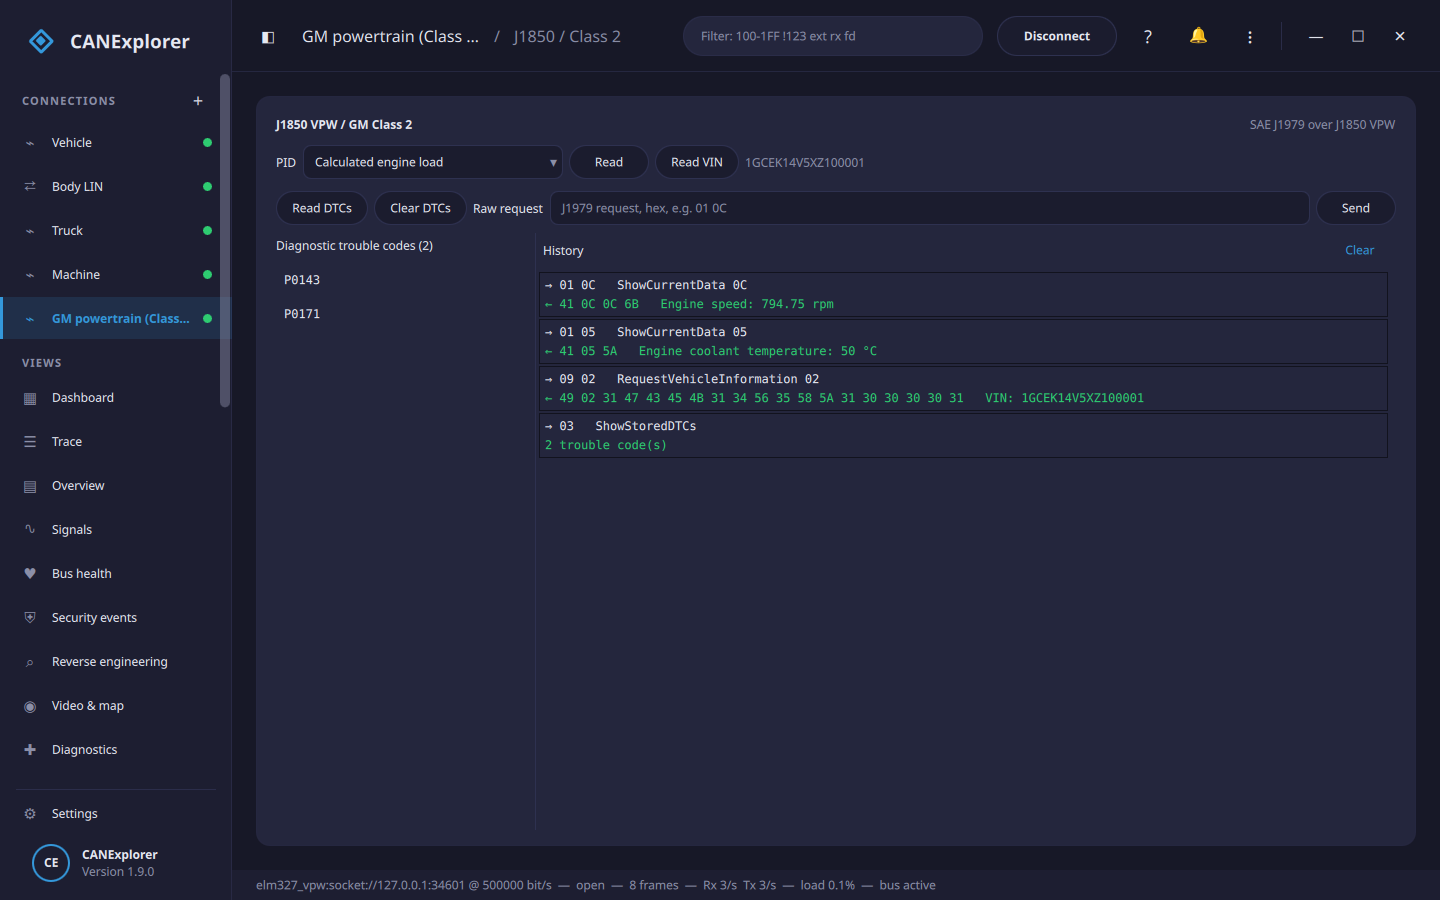 CANExplorer
CONNECTIONS +
Vehicle
Body LIN
Truck
Machine
GM powertrain (Class...
VIEWS
Dashboard
Trace
Overview
Signals
Bus health
Security events
Reverse engineering
Video & map
Diagnostics
Settings
CE
CANExplorer
Version 1.9.0
GM powertrain (Class ... / J1850 / Class 2
Filter: 100-1FF !123 ext rx fd
Disconnect
?
J1850 VPW / GM Class 2
SAE J1979 over J1850 VPW
PID Calculated engine load Read Read VIN 1GCEK14V5XZ100001
Read DTCs Clear DTCs Raw request J1979 request, hex, e.g. 01 0C Send
Diagnostic trouble codes (2)
P0143
P0171
History Clear
→ 01 0C ShowCurrentData 0C
← 41 0C 0C 6B Engine speed: 794.75 rpm
→ 01 05 ShowCurrentData 05
← 41 05 5A Engine coolant temperature: 50 °C
→ 09 02 RequestVehicleInformation 02
← 49 02 31 47 43 45 4B 31 34 56 35 58 5A 31 30 30 30 30 31 VIN: 1GCEK14V5XZ100001
→ 03 ShowStoredDTCs
2 trouble code(s)
elm327_vpw:socket://127.0.0.1:34601 @ 500000 bit/s — open — 8 frames — Rx 3/s Tx 3/s — load 0.1% — bus active